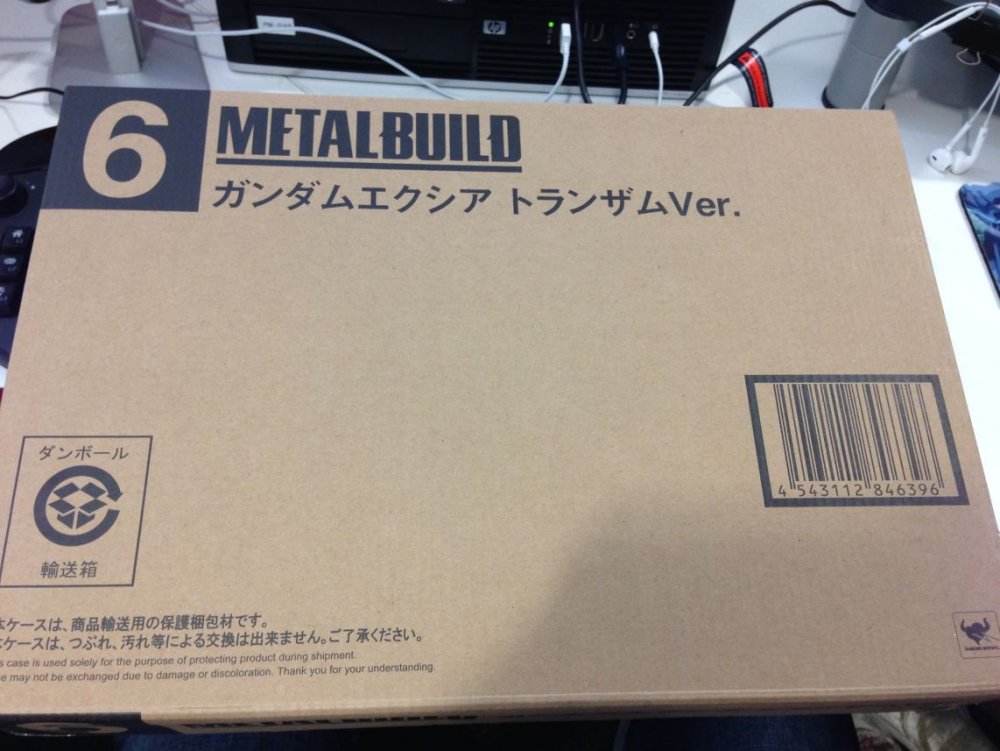 hp
6
METALBUILD
ガンダムエクシア トランザムVer.
4 543112 846396
ダンボール
輸送箱
ケースは、商品輸送用の保護梱包材です。
ケースは、つぶれ、汚れ等による交換は出来ません。ご了承ください。
case is used solely for the purpose of protecting product during shipment.
may not be exchanged due to damage or discoloration. Thank you for your understanding.
6
METALBUILD